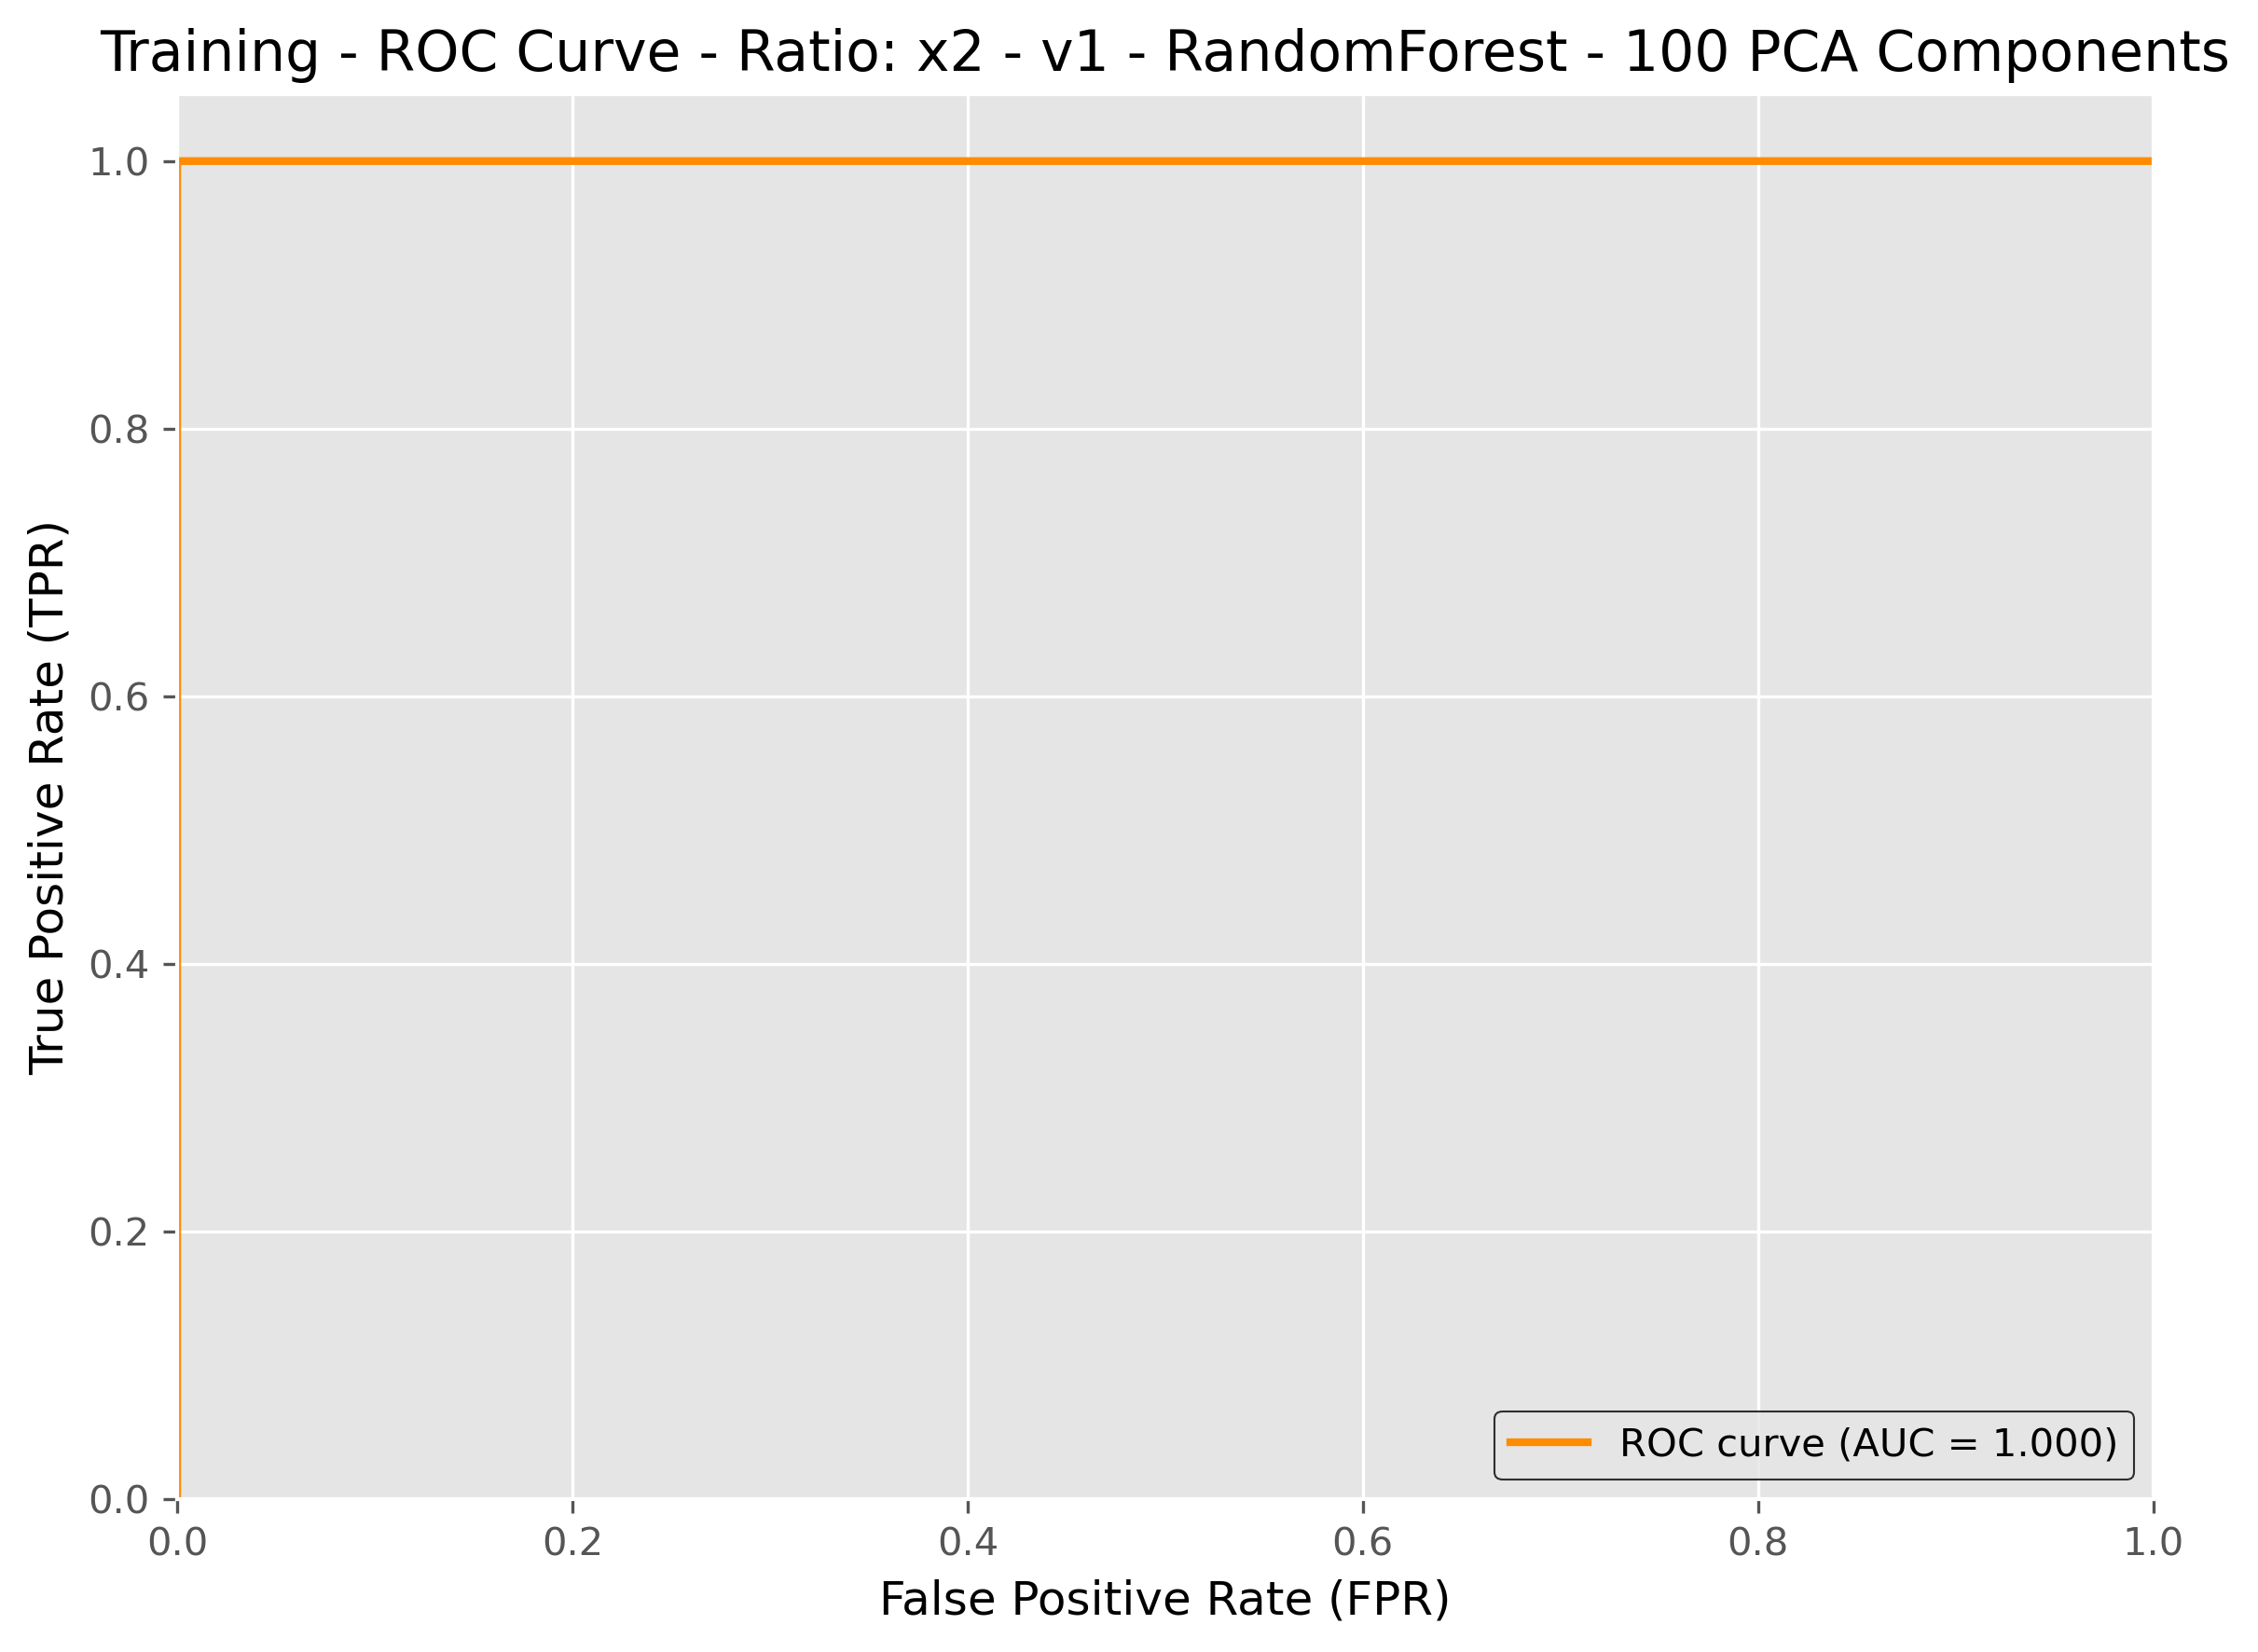 Training - ROC Curve - Ratio: x2 - v1 - RandomForest - 100 PCA Components
True Positive Rate (TPR)
1.0
0.8
0.6
0.4
0.2
0.0
0.0 0.2 0.4 0.6 0.8 1.0
False Positive Rate (FPR)
ROC curve (AUC = 1.000)